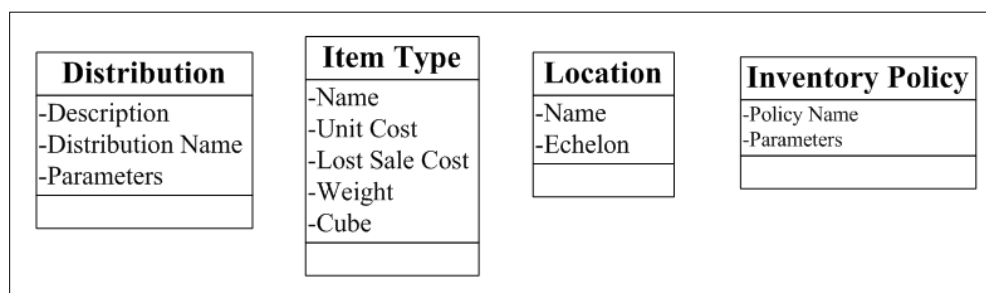 Distribution
-Description
-Distribution Name
-Parameters
Item Type
-Name
-Unit Cost
-Lost Sale Cost
-Weight
-Cube
Location
-Name
-Echelon
Inventory Policy
-Policy Name
-Parameters